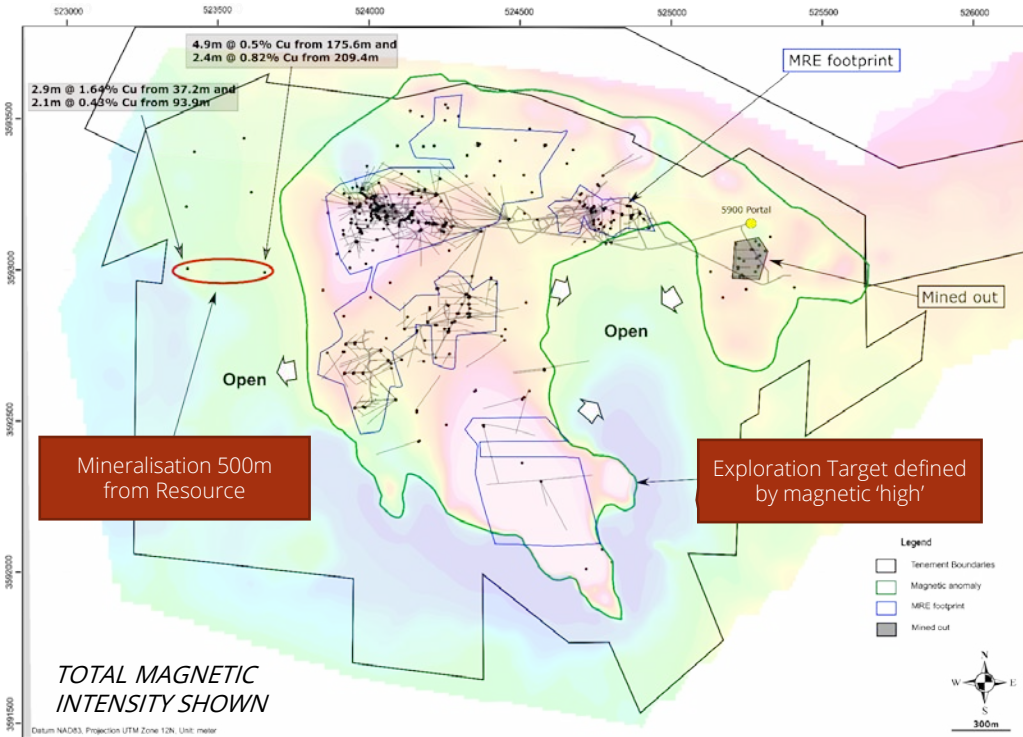 523000
523500
524000
524500
525000
525500
526000
4.9m @ 0.5% Cu from 175.6m and
2.4m @ 0.82% Cu from 209.4m
2.9m @ 1.64% Cu from 37.2m and
2.1m @ 0.43% Cu from 93.9m
MRE footprint
3593500
5900 Portal
3593000
Mined out
Open
Open
3592500
Mineralisation 500m
from Resource
Exploration Target defined
by magnetic ‘high’
Legend
Tenement Boundaries
Magnetic anomaly
MRE footprint
Mined out
3592000
TOTAL MAGNETIC
INTENSITY SHOWN
N
W E
S
300m
3591500
Datum NAD83, Projection UTM Zone 12N, Unit: meter